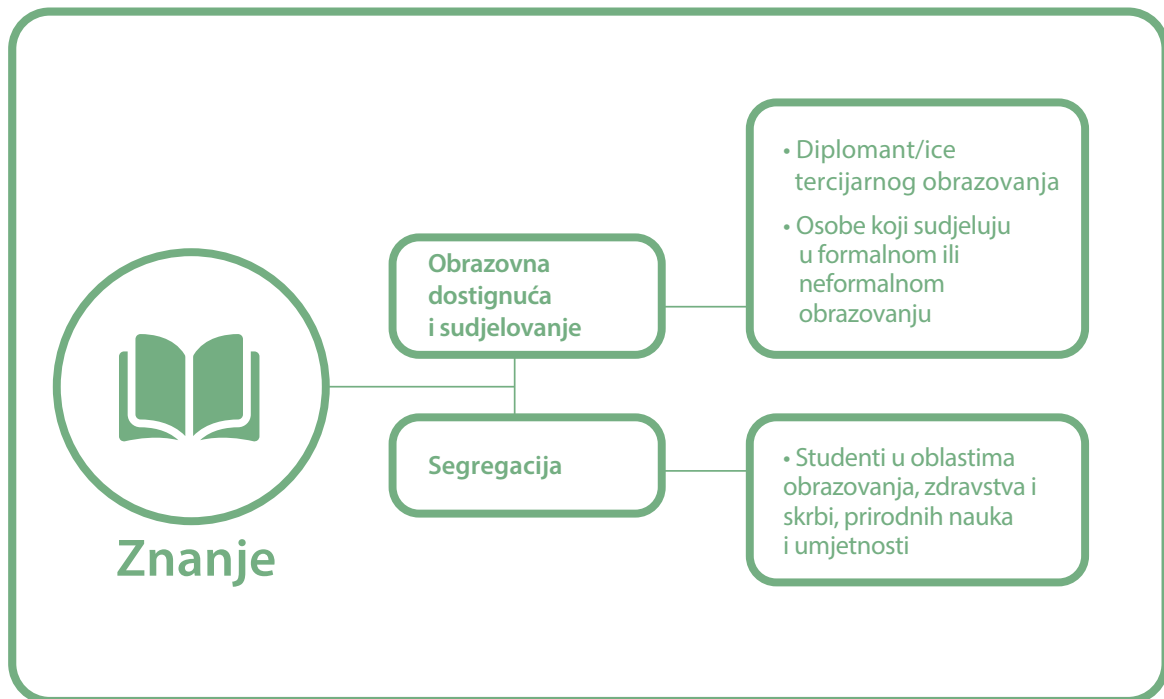 Znanje
Obrazovna
dostignuća
i sudjelovanje
• Diplomant/ice
tercijarnog obrazovanja
• Osobe koji sudjeluju
u formalnom ili
neformalnom
obrazovanju
Segregacija
• Studenti u oblastima
obrazovanja, zdravstva i
skrbi, prirodnih nauka
i umjetnosti